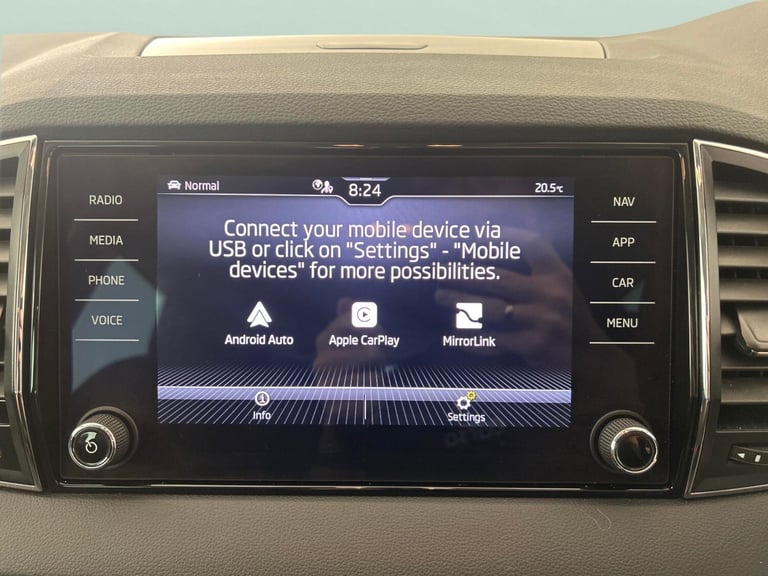 Normal
8:24
20.5°C
RADIO
MEDIA
PHONE
VOICE
Connect your mobile device via
USB or click on "Settings" - "Mobile
devices" for more possibilities.
Android Auto
Apple CarPlay
MirrorLink
Info
Settings
NAV
APP
CAR
MENU